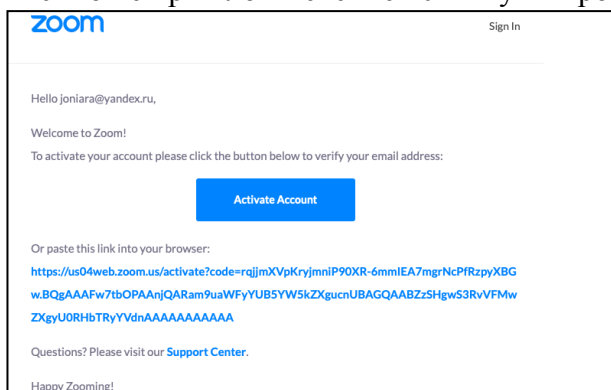 zoom
Sign In
Hello joniara@yandex.ru,
Welcome to Zoom!
To activate your account please click the button below to verify your email address:
Activate Account
Or paste this link into your browser:
https://us04web.zoom.us/activate?code=rqjjmXVpKryjmniP90XR-6mmIEA7mgrNcPfRzpyXBG
w.BQgAAAFw7tbOPAAnjQARam9uaWFyYUB5YW5kZXgucnUBAGQAABZzSHgwS3RvVFMw
ZXgyU0RHbTRyYVdnAAAAAAAAAAA
Questions? Please visit our Support Center.
Happy Zooming!